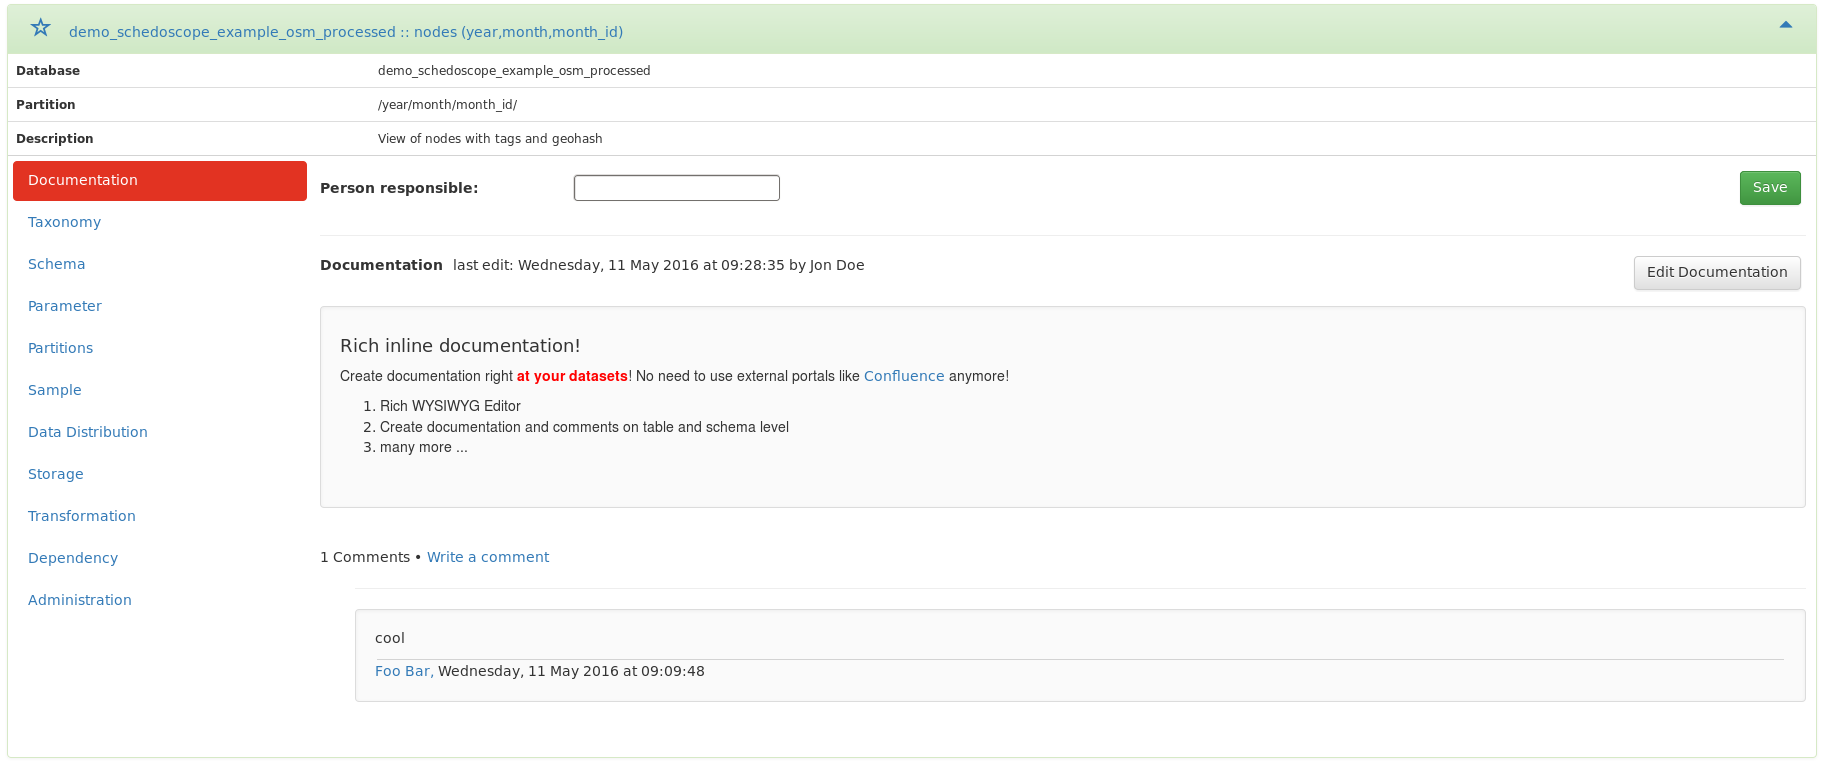 demo_schedoscope_example_osm_processed :: nodes (year,month,month_id)
Database demo_schedoscope_example_osm_processed
Partition /year/month/month_id/
Description View of nodes with tags and geohash
Documentation
Taxonomy
Schema
Parameter
Partitions
Sample
Data Distribution
Storage
Transformation
Dependency
Administration
Person responsible:
Save
Documentation last edit: Wednesday, 11 May 2016 at 09:28:35 by Jon Doe
Edit Documentation
Rich inline documentation!
Create documentation right at your datasets! No need to use external portals like Confluence anymore!
1. Rich WYSIWYG Editor
2. Create documentation and comments on table and schema level
3. many more ...
1 Comments • Write a comment
cool
Foo Bar, Wednesday, 11 May 2016 at 09:09:48